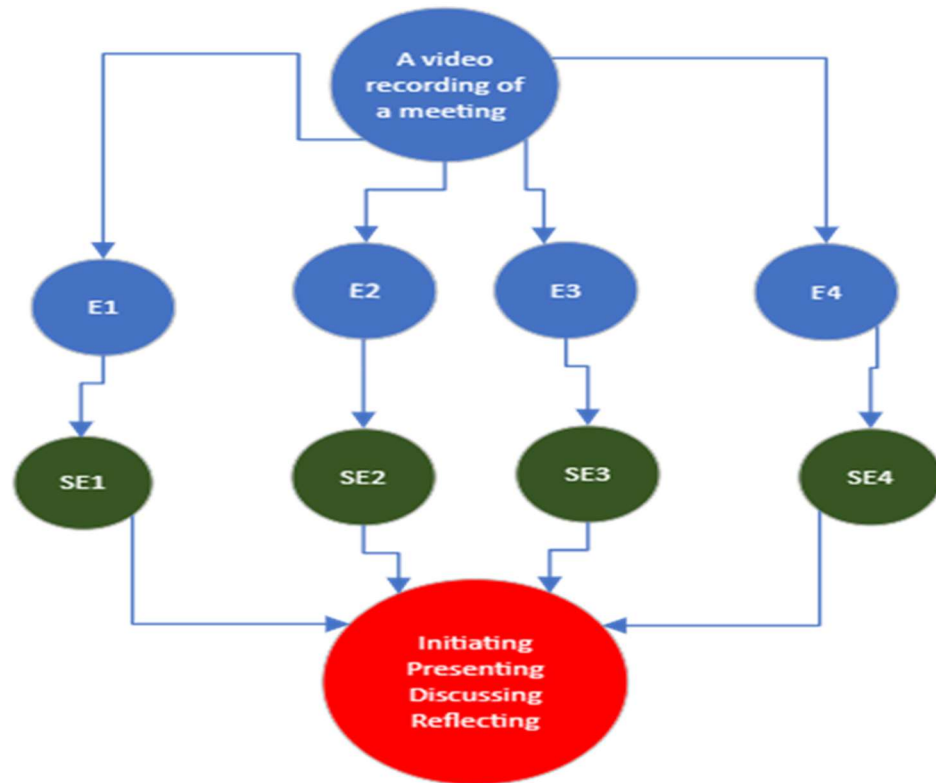 A video
recording of
a meeting
E1
E2
E3
E4
SE1
SE2
SE3
SE4
Initiating
Presenting
Discussing
Reflecting